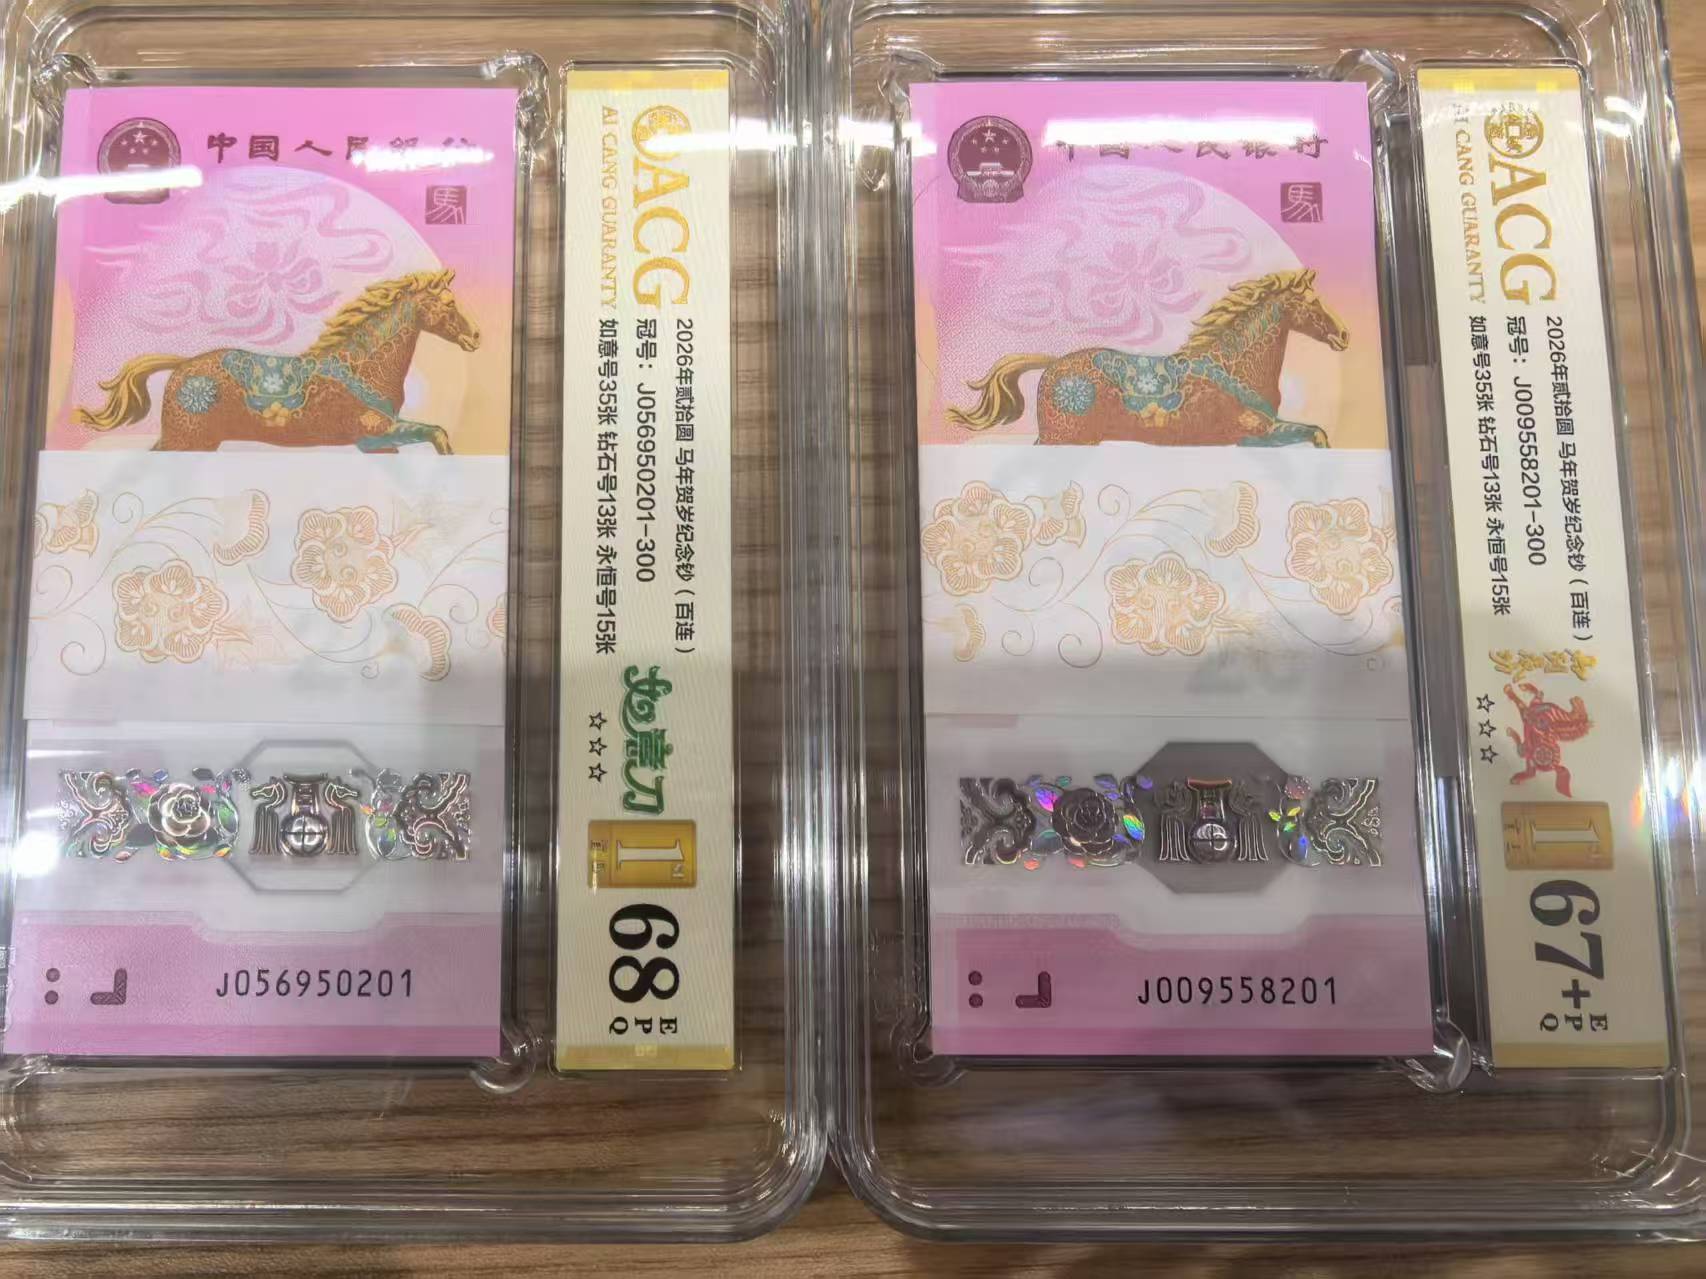 中国人民银行
馬
J056950201
ACG
AI CANG GUARANTY
2026年贰拾圆 马年贺岁纪念钞（百连）
冠号：J056950201-300
如意号35张 钻石号13张 永恒号15张
如意刀
☆☆☆
1ST
68
EPQ
中国人民银行
馬
J009558201
ACG
AI CANG GUARANTY
2026年贰拾圆 马年贺岁纪念钞（百连）
冠号：J009558201-300
如意号35张 钻石号13张 永恒号15张
☆☆☆
1ST
67+
EPQ